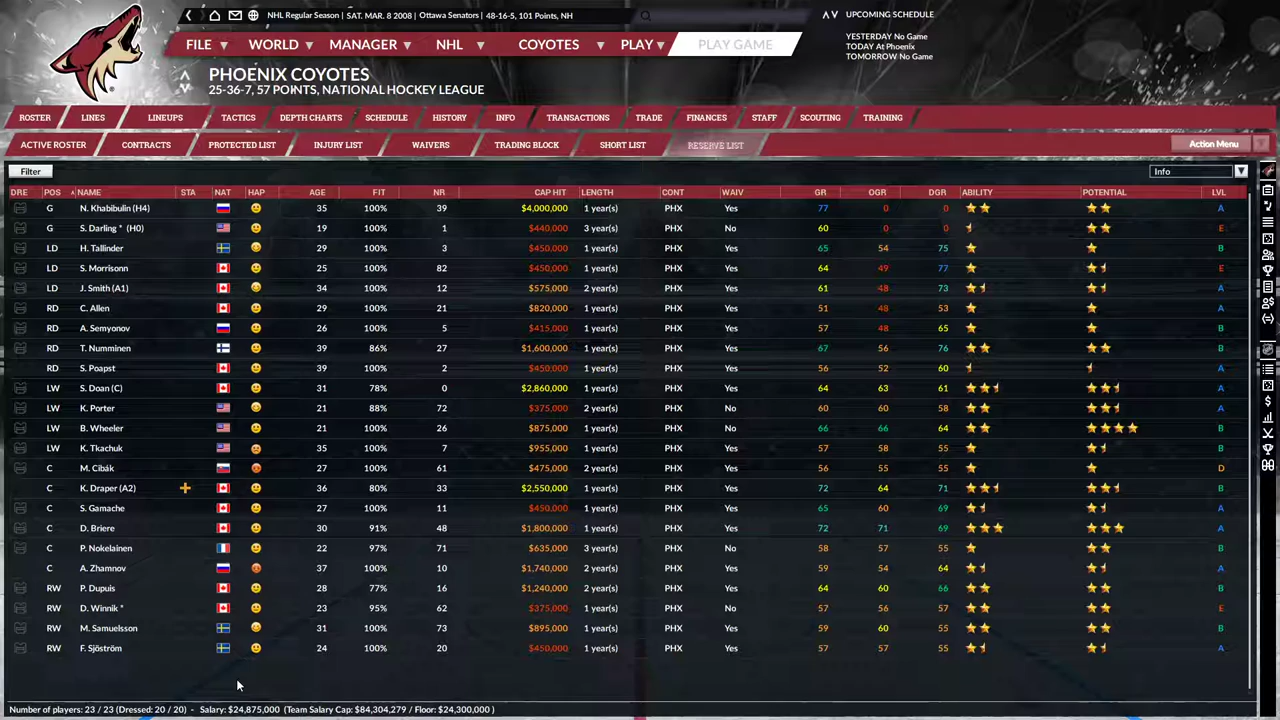 NHL Regular Season | SAT. MAR. 8 2008 | Ottawa Senators | 48-16-5, 101 Points, NH
UPCOMING SCHEDULE
YESTERDAY No Game
TODAY At Phoenix
TOMORROW No Game
FILE WORLD MANAGER NHL COYOTES PLAY PLAY GAME
PHOENIX COYOTES
25-36-7, 57 POINTS, NATIONAL HOCKEY LEAGUE
ROSTER LINES LINEUPS TACTICS DEPTH CHARTS SCHEDULE HISTORY INFO TRANSACTIONS TRADE FINANCES STAFF SCOUTING TRAINING
ACTIVE ROSTER CONTRACTS PROTECTED LIST INJURY LIST WAIVERS TRADING BLOCK SHORT LIST RESERVE LIST Action Menu
Filter Info
DRE POS NAME STA NAT HAP AGE FIT NR CAP HIT LENGTH CONT WAIV GR OGR DGR ABILITY POTENTIAL LVL
G N. Khabibulin (H4) 35 100% 39 $4,000,000 1 year(s) PHX Yes 77 0 0 A
G S. Darling * (H0) 19 100% 1 $440,000 3 year(s) PHX No 60 0 0 E
LD H. Tallinder 29 100% 3 $450,000 1 year(s) PHX Yes 65 54 75 B
LD S. Morrisonn 25 100% 82 $450,000 1 year(s) PHX Yes 64 49 77 E
LD J. Smith (A1) 34 100% 12 $575,000 2 year(s) PHX Yes 61 48 73 A
RD C. Allen 29 100% 21 $820,000 1 year(s) PHX Yes 51 48 53 A
RD A. Semyonov 26 100% 5 $415,000 1 year(s) PHX Yes 57 48 65 B
RD T. Numminen 39 86% 27 $1,600,000 1 year(s) PHX Yes 67 56 76 B
RD S. Poapst 39 100% 2 $450,000 1 year(s) PHX Yes 56 52 60 A
LW S. Doan (C) 31 78% 0 $2,860,000 1 year(s) PHX Yes 64 63 61 A
LW K. Porter 21 88% 72 $375,000 2 year(s) PHX No 60 60 58 A
LW B. Wheeler 21 100% 26 $875,000 1 year(s) PHX No 66 66 64 B
LW K. Tkachuk 35 100% 7 $955,000 1 year(s) PHX Yes 57 58 55 B
C M. Cibák 27 100% 61 $475,000 2 year(s) PHX Yes 56 55 55 D
C K. Draper (A2) 36 80% 33 $2,550,000 1 year(s) PHX Yes 72 64 71 B
C S. Gamache 27 100% 11 $450,000 1 year(s) PHX Yes 65 60 69 A
C D. Briere 30 91% 48 $1,800,000 1 year(s) PHX Yes 72 71 69 A
C P. Nokelainen 22 97% 71 $635,000 3 year(s) PHX No 58 57 55 B
C A. Zhamnov 37 100% 10 $1,740,000 2 year(s) PHX Yes 59 54 64 A
RW P. Dupuis 28 77% 16 $1,240,000 2 year(s) PHX Yes 64 60 66 B
RW D. Winnik * 23 95% 62 $375,000 1 year(s) PHX No 57 56 57 E
RW M. Samuelsson 31 100% 73 $895,000 1 year(s) PHX Yes 59 60 55 B
RW F. Sjöström 24 100% 20 $450,000 1 year(s) PHX Yes 57 57 55 A
Number of players: 23 / 23 (Dressed: 20 / 20) - Salary: $24,875,000 (Team Salary Cap: $84,304,279 / Floor: $24,300,000 )